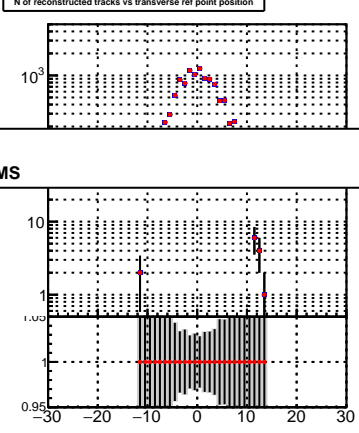 N of reconstructed tracks vs transverse ref point position
10³
MS
10
1
1.05
1
0.95
−30 −20 −10 0 10 20 30